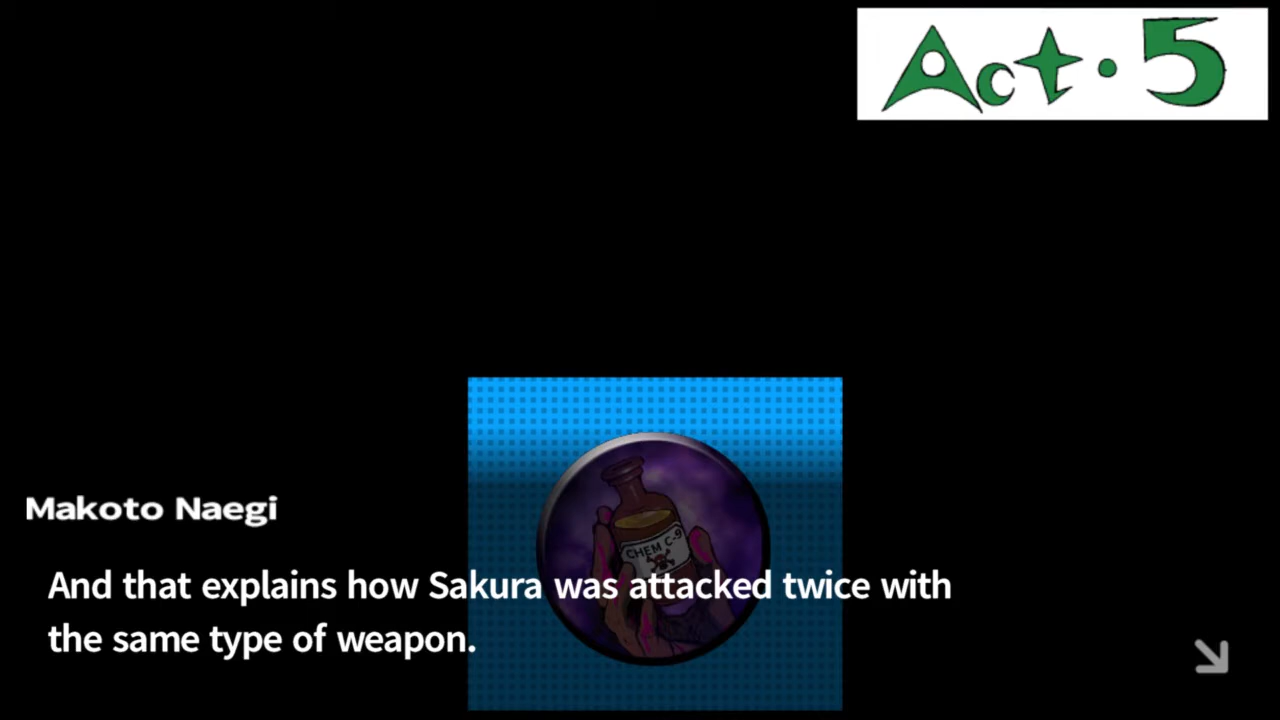 Act·5
Makoto Naegi
CHEM C-9
And that explains how Sakura was attacked twice with
the same type of weapon.